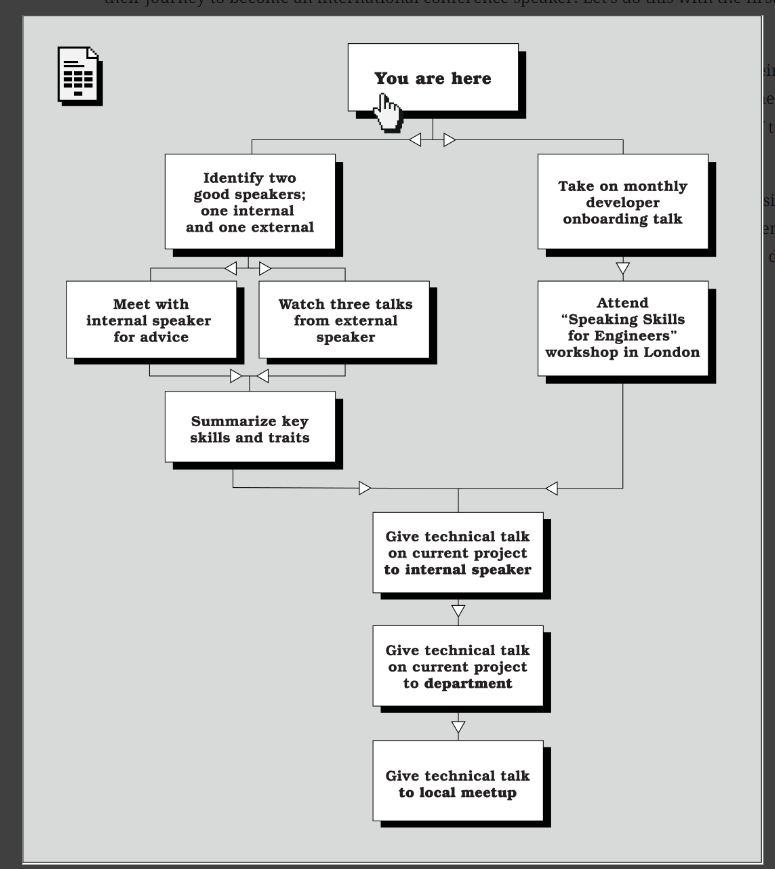 their journey to become an international conference speaker. Let's do this with the first
You are here
Identify two
good speakers;
one internal
and one external
Take on monthly
developer
onboarding talk
Meet with
internal speaker
for advice
Watch three talks
from external
speaker
Attend
“Speaking Skills
for Engineers”
workshop in London
Summarize key
skills and traits
Give technical talk
on current project
to internal speaker
Give technical talk
on current project
to department
Give technical talk
to local meetup